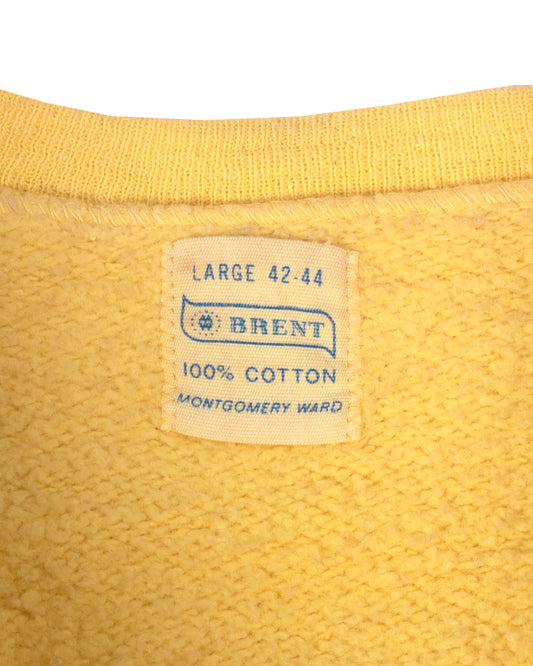 LARGE 42-44
BRENT
100% COTTON
MONTGOMERY WARD